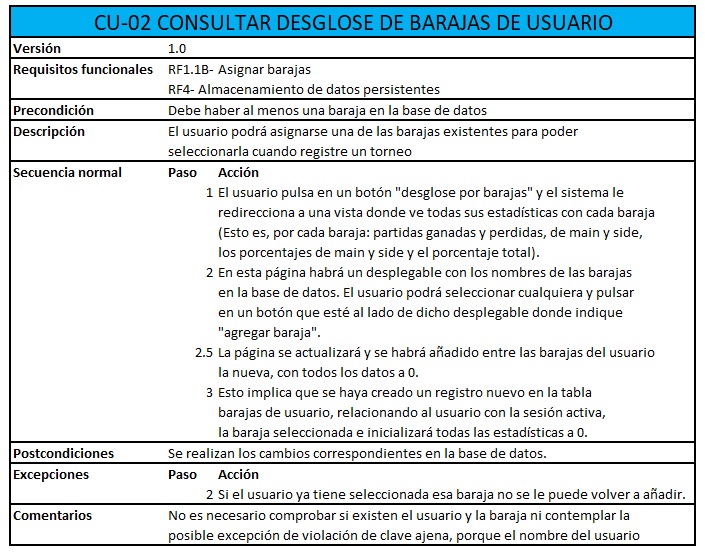 CU-02 CONSULTAR DESGLOSE DE BARAJAS DE USUARIO
Versión 1.0
Requisitos funcionales RF1.1B- Asignar barajas
RF4- Almacenamiento de datos persistentes
Precondición Debe haber al menos una baraja en la base de datos
Descripción El usuario podrá asignarse una de las barajas existentes para poder
seleccionarla cuando registre un torneo
Secuencia normal Paso Acción
1 El usuario pulsa en un botón "desglose por barajas" y el sistema le
redirecciona a una vista donde ve todas sus estadísticas con cada baraja
(Esto es, por cada baraja: partidas ganadas y perdidas, de main y side,
los porcentajes de main y side y el porcentaje total).
2 En esta página habrá un desplegable con los nombres de las barajas
en la base de datos. El usuario podrá seleccionar cualquiera y pulsar
en un botón que esté al lado de dicho desplegable donde indique
"agregar baraja".
2.5 La página se actualizará y se habrá añadido entre las barajas del usuario
la nueva, con todos los datos a 0.
3 Esto implica que se haya creado un registro nuevo en la tabla
barajas de usuario, relacionando al usuario con la sesión activa,
la baraja seleccionada e inicializará todas las estadísticas a 0.
Postcondiciones Se realizan los cambios correspondientes en la base de datos.
Excepciones Paso Acción
2 Si el usuario ya tiene seleccionada esa baraja no se le puede volver a añadir.
Comentarios No es necesario comprobar si existen el usuario y la baraja ni contemplar la
posible excepción de violación de clave ajena, porque el nombre del usuario